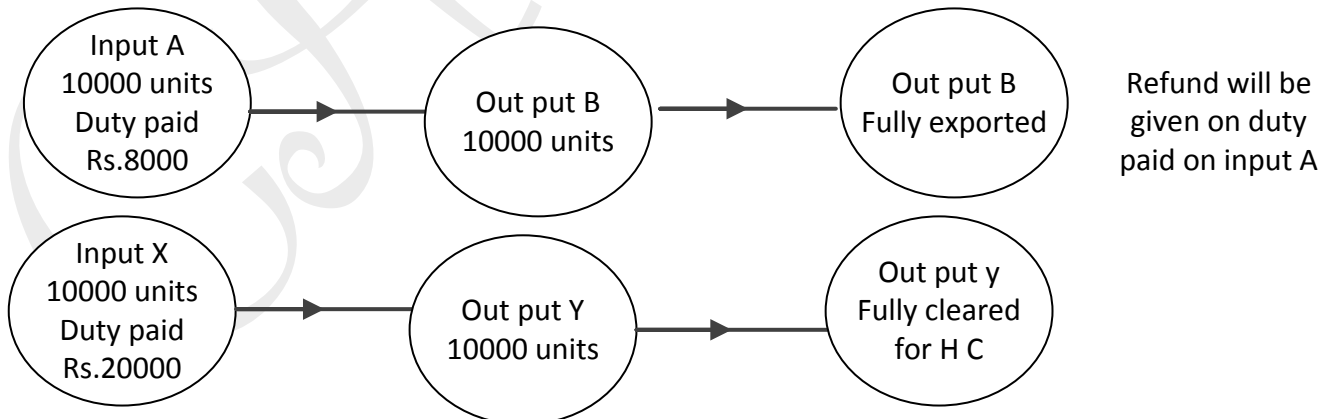 Input A
10000 units
Duty paid
Rs.8000
Out put B
10000 units
Out put B
Fully exported
Refund will be
given on duty
paid on input A
Input X
10000 units
Duty paid
Rs.20000
Out put Y
10000 units
Out put y
Fully cleared
for H C